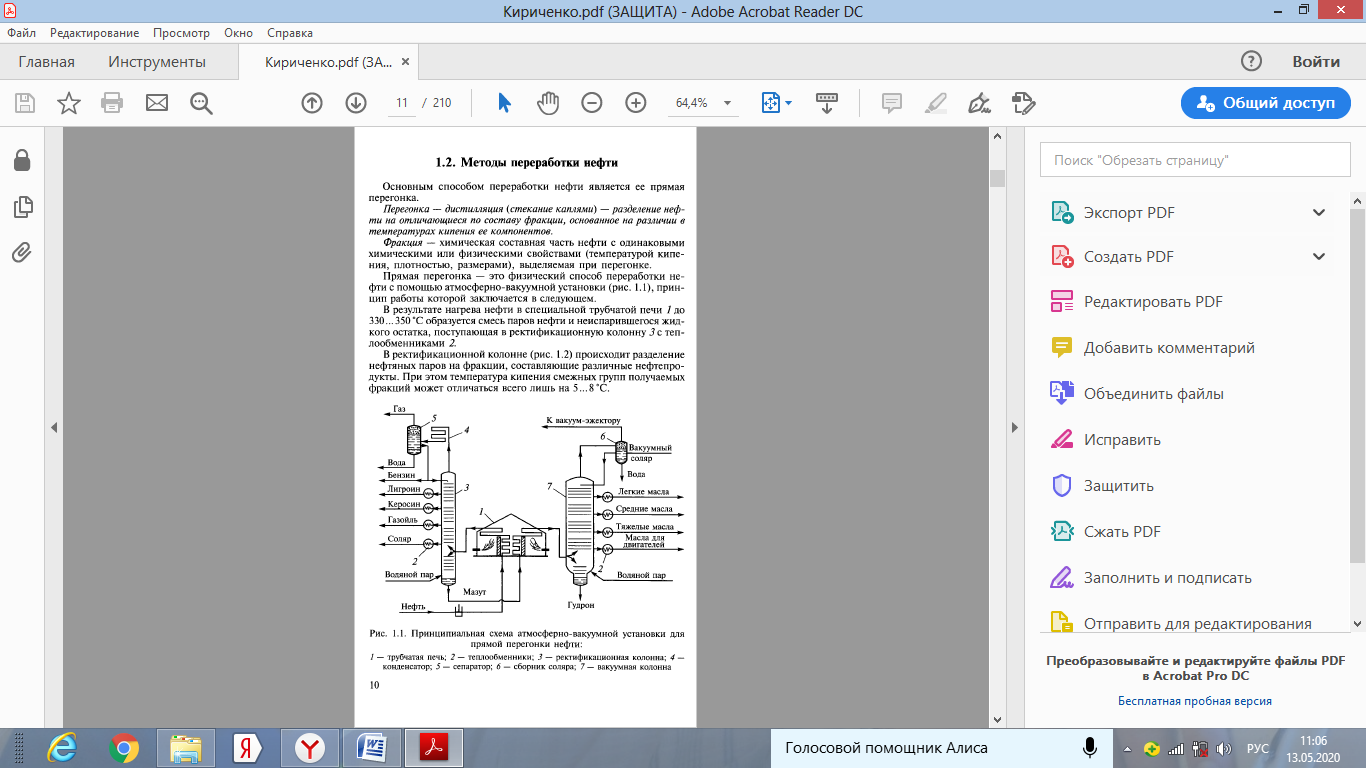 Кириченко.pdf (ЗАЩИТА) - Adobe Acrobat Reader DC
Файл Редактирование Просмотр Окно Справка
Главная Инструменты Кириченко.pdf (ЗА... × Войти
11 / 210 64,4% Общий доступ
1.2. Методы переработки нефти
Основным способом переработки нефти является ее прямая
перегонка.
Перегонка — дистилляция (стекание каплями) — разделение неф-
ти на отличающиеся по составу фракции, основанное на различии в
температурах кипения ее компонентов.
Фракция — химическая составная часть нефти с одинаковыми
химическими или физическими свойствами (температурой кипе-
ния, плотностью, размерами), выделяемая при перегонке.
Прямая перегонка — это физический способ переработки не-
фти с помощью атмосферно-вакуумной установки (рис. 1.1), прин-
цип работы которой заключается в следующем.
В результате нагрева нефти в специальной трубчатой печи 1 до
330...350 °С образуется смесь паров нефти и неиспарившегося жид-
кого остатка, поступающая в ректификационную колонну 3 с теп-
лообменниками 2.
В ректификационной колонне (рис. 1.2) происходит разделение
нефтяных паров на фракции, составляющие различные нефтепро-
дукты. При этом температура кипения смежных групп получаемых
фракций может отличаться всего лишь на 5...8 °С.
Газ
5
4
Вода
Бензин
3
Лигроин
Керосин
Газойль
Соляр
2
Водяной пар
Мазут
Нефть
1
К вакуум-эжектору
6
Вакуумный
соляр
Вода
7
Легкие масла
Средние масла
Тяжелые масла
Масла для
двигателей
2
Водяной пар
Гудрон
Рис. 1.1. Принципиальная схема атмосферно-вакуумной установки для
прямой перегонки нефти:
1 — трубчатая печь; 2 — теплообменники; 3 — ректификационная колонна; 4 —
конденсатор; 5 — сепаратор; 6 — сборник соляра; 7 — вакуумная колонна
10
Поиск "Обрезать страницу"
Экспорт PDF
Создать PDF
Редактировать PDF
Добавить комментарий
Объединить файлы
Исправить
Защитить
Сжать PDF
Заполнить и подписать
Отправить для редактирования
Преобразовывайте и редактируйте файлы PDF
в Acrobat Pro DC
Бесплатная пробная версия
Голосовой помощник Алиса
РУС
11:06
13.05.2020